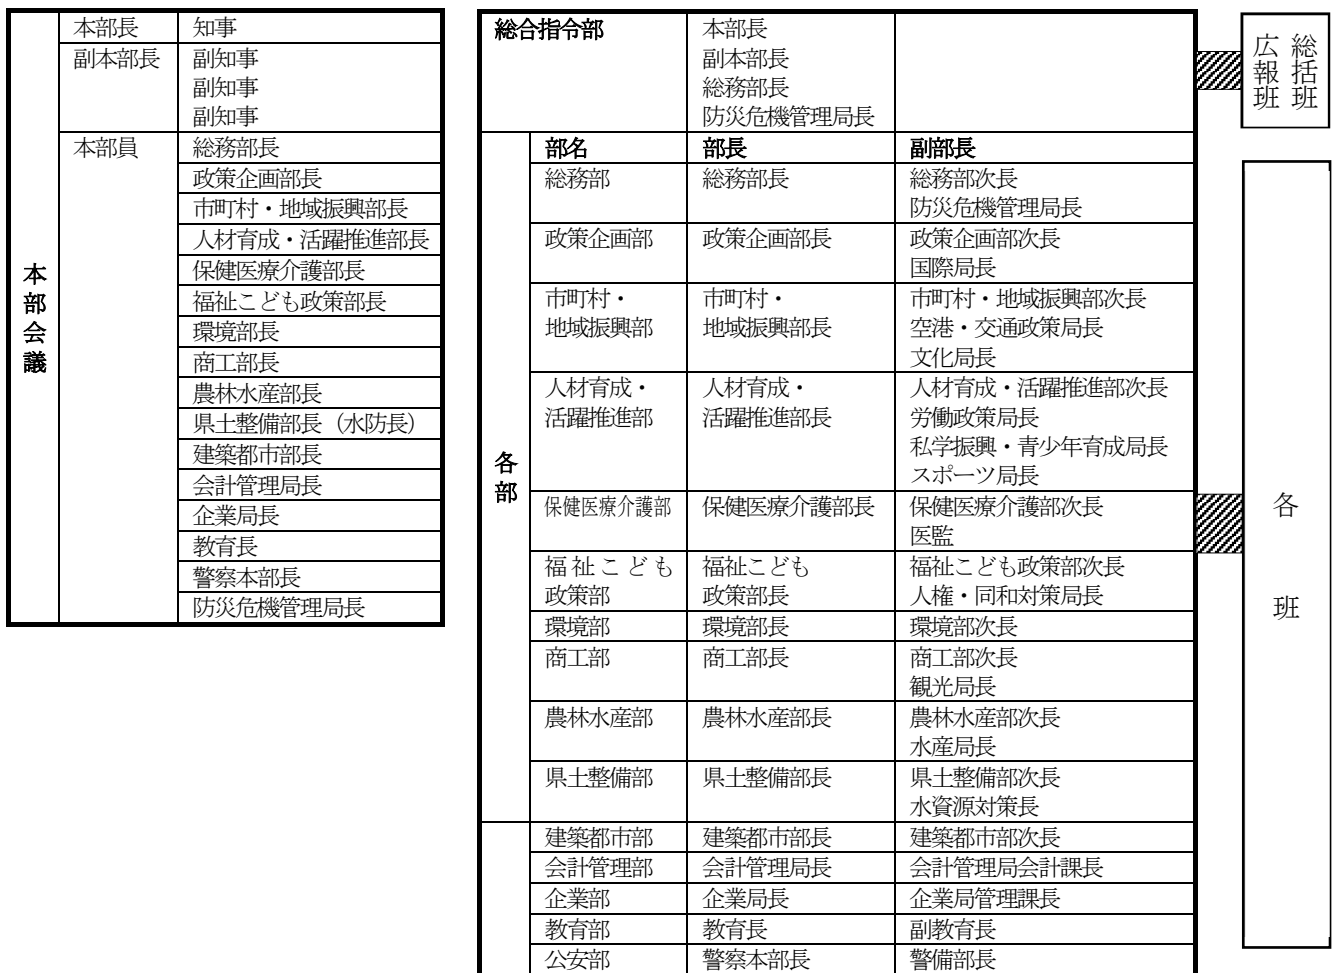 本部会議
本部長 知事
副本部長 副知事
副知事
副知事
本部員 総務部長
政策企画部長
市町村・地域振興部長
人材育成・活躍推進部長
保健医療介護部長
福祉こども政策部長
環境部長
商工部長
農林水産部長
県土整備部長（水防長）
建築都市部長
会計管理局長
企業局長
教育長
警察本部長
防災危機管理局長
総合指令部 本部長
副本部長
総務部長
防災危機管理局長
各部
部名 部長 副部長
総務部 総務部長 総務部次長
防災危機管理局長
政策企画部 政策企画部長 政策企画部次長
国際局長
市町村・ 市町村・ 市町村・地域振興部次長
地域振興部 地域振興部長 空港・交通政策局長
文化局長
人材育成・ 人材育成・ 人材育成・活躍推進部次長
活躍推進部 活躍推進部長 労働政策局長
私学振興・青少年育成局長
スポーツ局長
保健医療介護部 保健医療介護部長 保健医療介護部次長
医監
福祉こども 福祉こども 福祉こども政策部次長
政策部 政策部長 人権・同和対策局長
環境部 環境部長 環境部次長
商工部 商工部長 商工部次長
観光局長
農林水産部 農林水産部長 農林水産部次長
水産局長
県土整備部 県土整備部長 県土整備部次長
水資源対策長
建築都市部 建築都市部長 建築都市部次長
会計管理部 会計管理局長 会計管理局会計課長
企業部 企業局長 企業局管理課長
教育部 教育長 副教育長
公安部 警察本部長 警備部長
総括班
広報班
各班